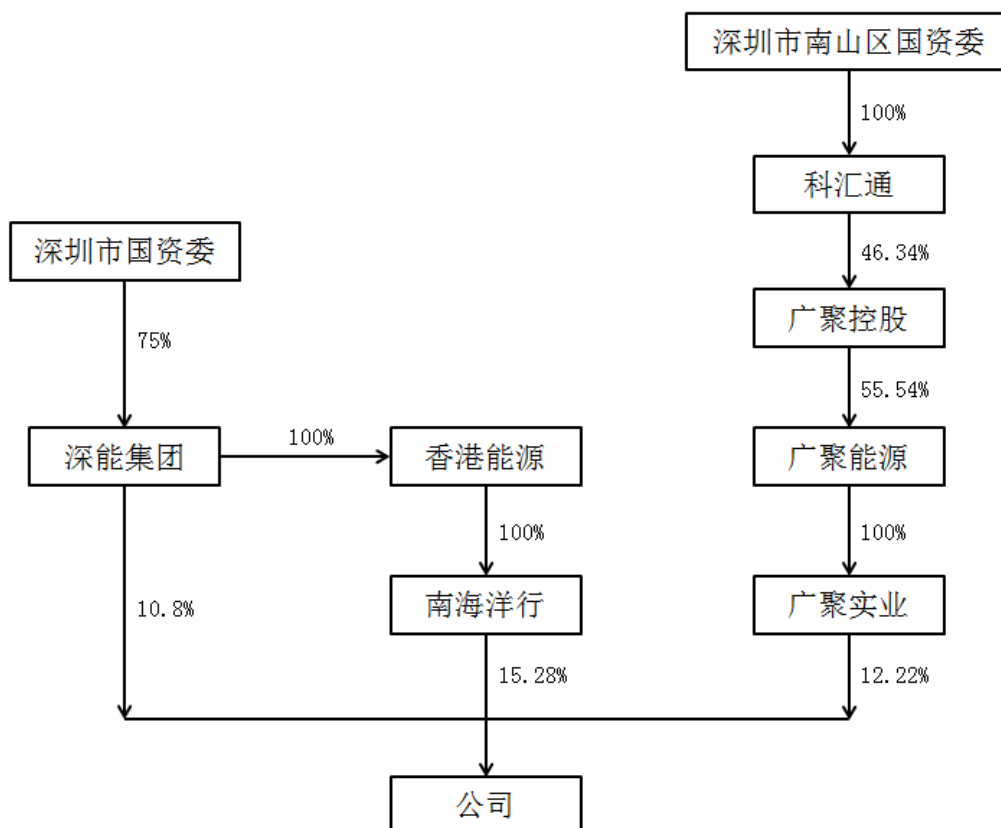 深圳市南山区国资委
100%
科汇通
深圳市国资委
46.34%
广聚控股
75%
55.54%
深能集团
100%
香港能源
广聚能源
100%
100%
南海洋行
广聚实业
10.8%
15.28%
12.22%
公司